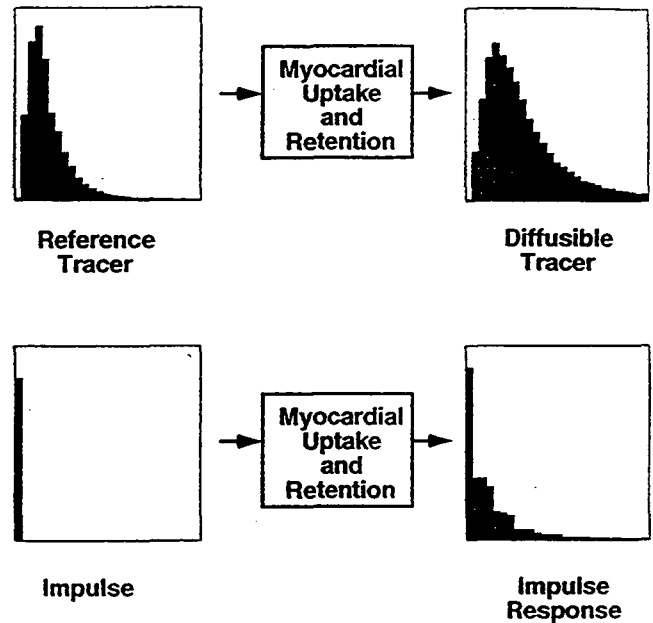 Myocardial
Uptake
and
Retention
Reference
Tracer
Diffusible
Tracer
Myocardial
Uptake
and
Retention
Impulse
Impulse
Response